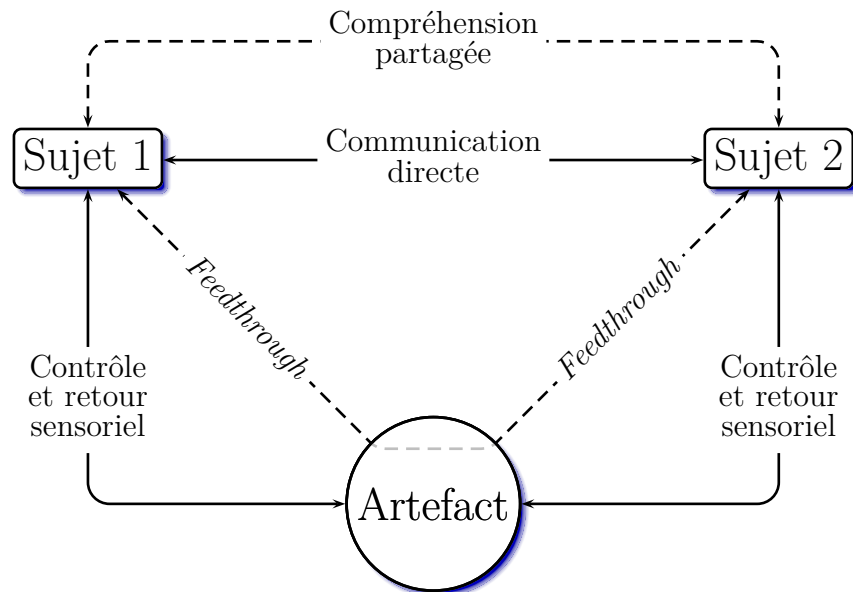 Compréhension
partagée
Sujet 1
Communication
directe
Sujet 2
Feedthrough
Feedthrough
Contrôle
et retour
sensoriel
Contrôle
et retour
sensoriel
Artefact